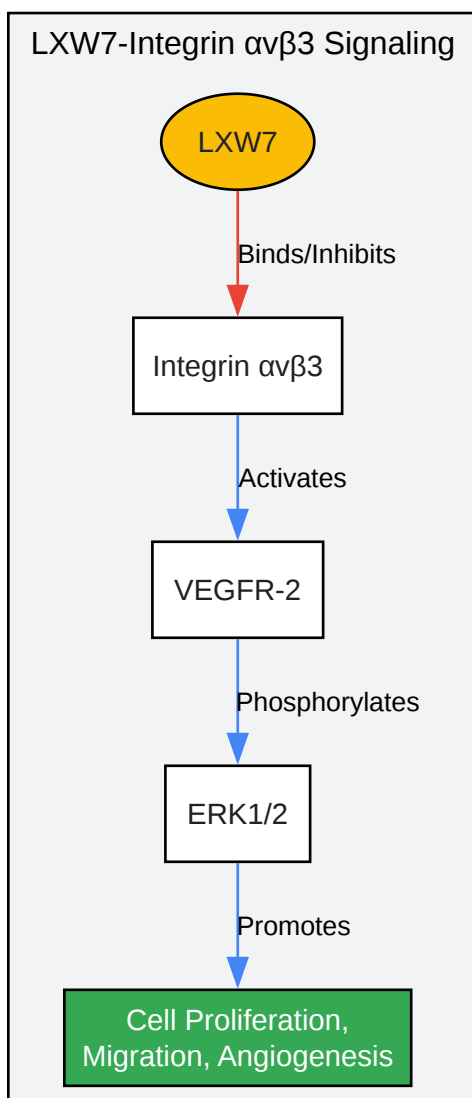 LXW7-Integrin αvβ3 Signaling
LXW7
Binds/Inhibits
Integrin αvβ3
Activates
VEGFR-2
Phosphorylates
ERK1/2
Promotes
Cell Proliferation,
Migration, Angiogenesis